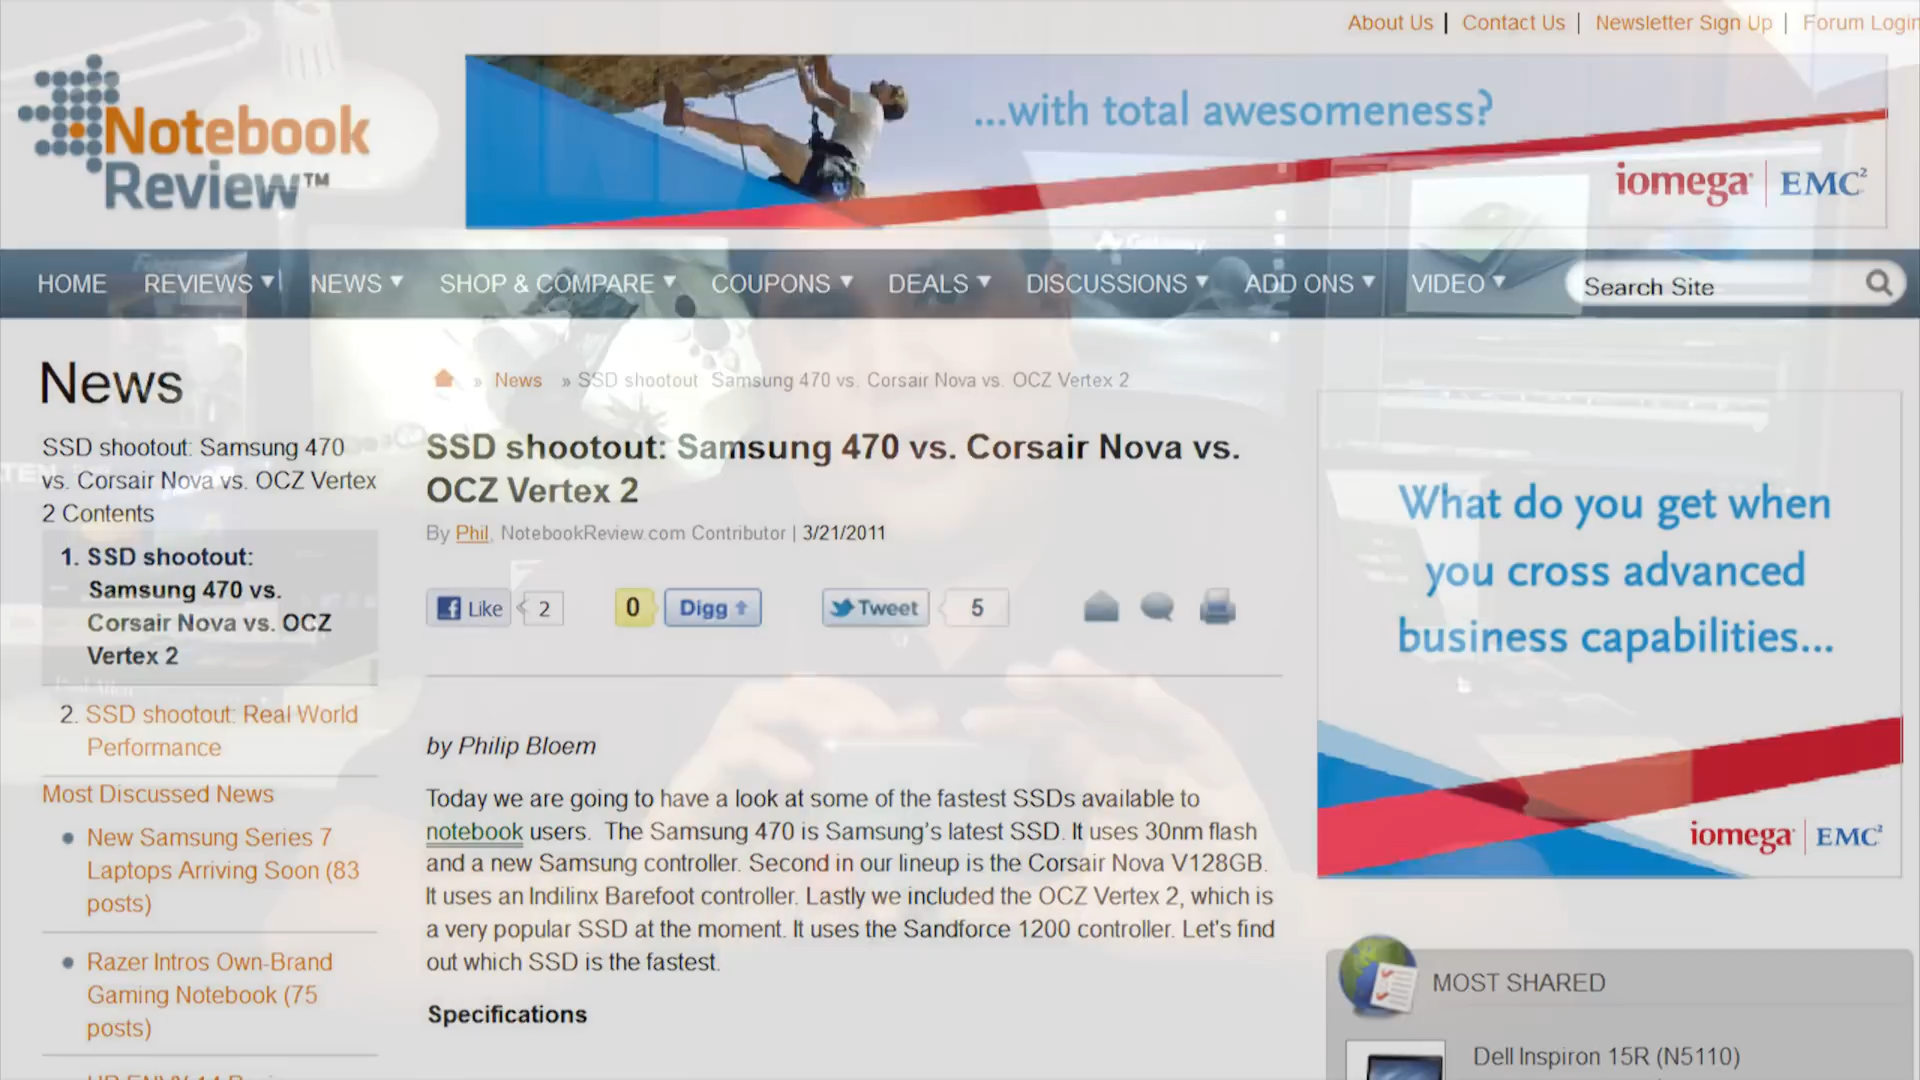 About Us | Contact Us | Newsletter Sign Up | Forum Login
Notebook
Review™
...with total awesomeness?
iomega | EMC²
HOME REVIEWS NEWS SHOP & COMPARE COUPONS DEALS DISCUSSIONS ADD ONS VIDEO Search Site
Gateway
News
» News » SSD shootout: Samsung 470 vs. Corsair Nova vs. OCZ Vertex 2
SSD shootout: Samsung 470
vs. Corsair Nova vs. OCZ Vertex
2 Contents
1. SSD shootout:
Samsung 470 vs.
Corsair Nova vs. OCZ
Vertex 2
2. SSD shootout: Real World
Performance
Most Discussed News
New Samsung Series 7
Laptops Arriving Soon (83
posts)
Razer Intros Own-Brand
Gaming Notebook (75
posts)
SSD shootout: Samsung 470 vs. Corsair Nova vs.
OCZ Vertex 2
By Phil, NotebookReview.com Contributor | 3/21/2011
Like 2 0 Digg Tweet 5
by Philip Bloem
Today we are going to have a look at some of the fastest SSDs available to
notebook users. The Samsung 470 is Samsung's latest SSD. It uses 30nm flash
and a new Samsung controller. Second in our lineup is the Corsair Nova V128GB.
It uses an Indilinx Barefoot controller. Lastly we included the OCZ Vertex 2, which is
a very popular SSD at the moment. It uses the Sandforce 1200 controller. Let's find
out which SSD is the fastest.
Specifications
What do you get when
you cross advanced
business capabilities...
iomega | EMC²
MOST SHARED
Dell Inspiron 15R (N5110)